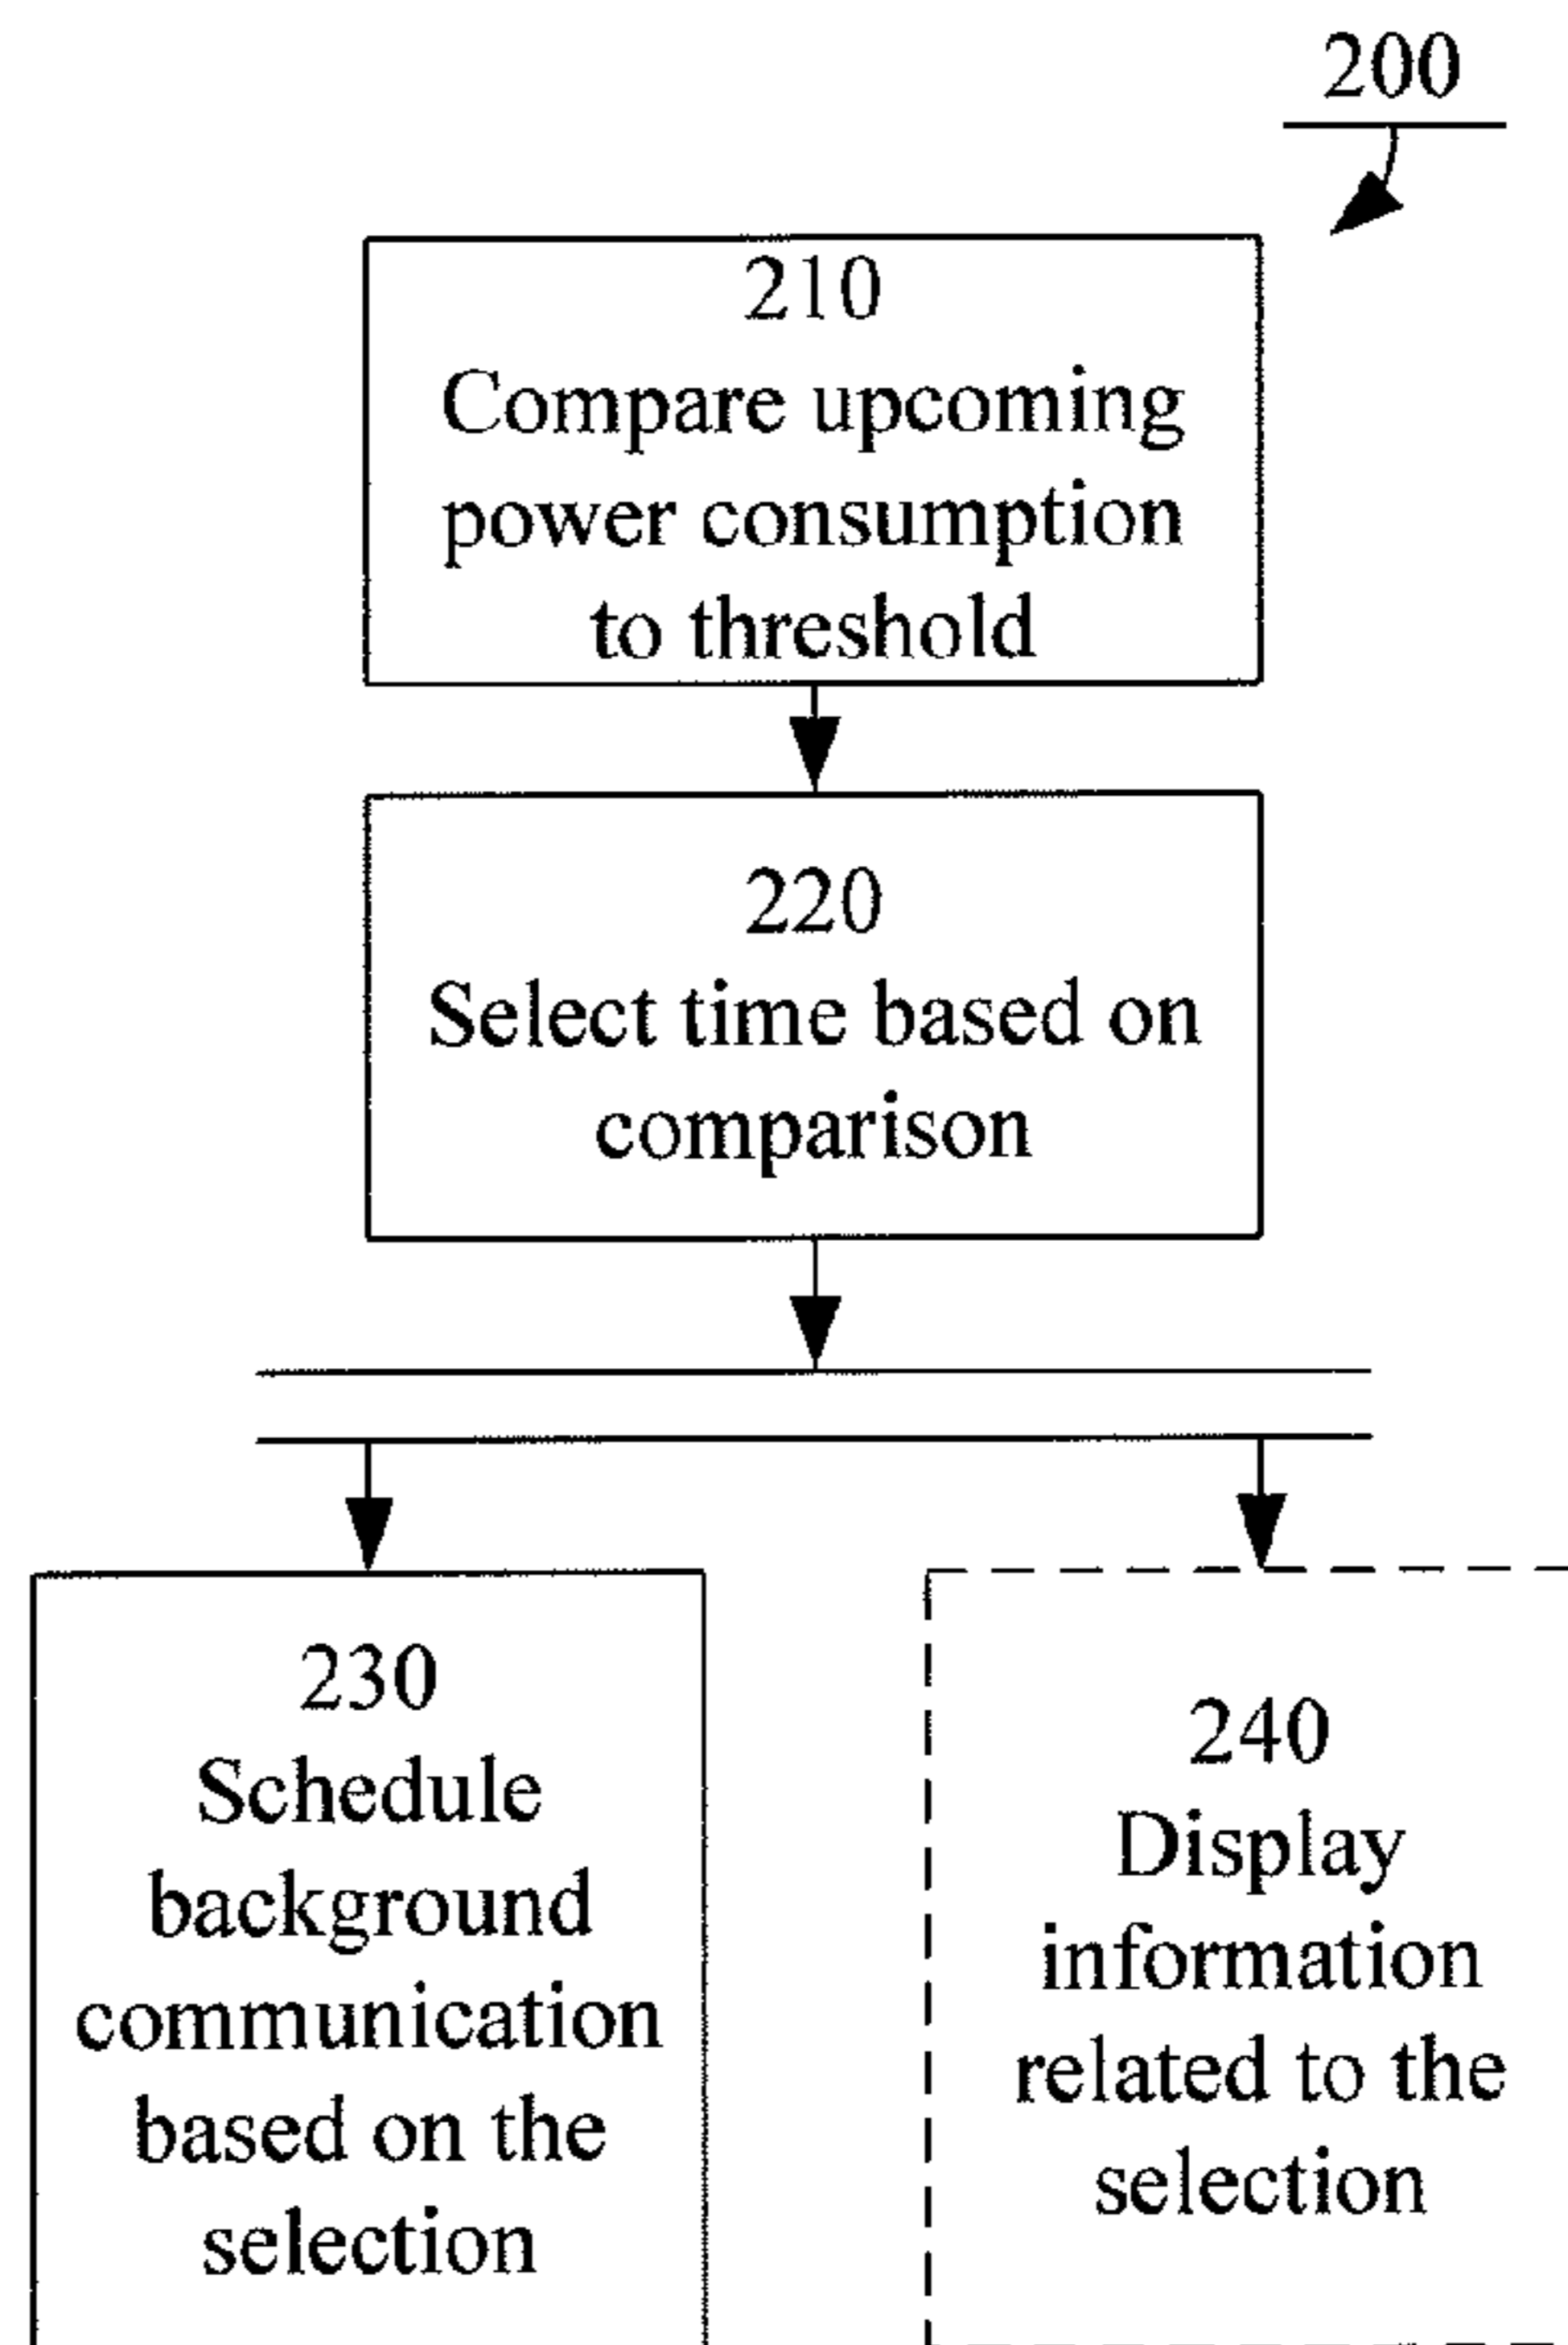 200
210
Compare upcoming
power consumption
to threshold
220
Select time based on
comparison
230
Schedule
background
communication
based on the
selection
240
Display
information
related to the
selection